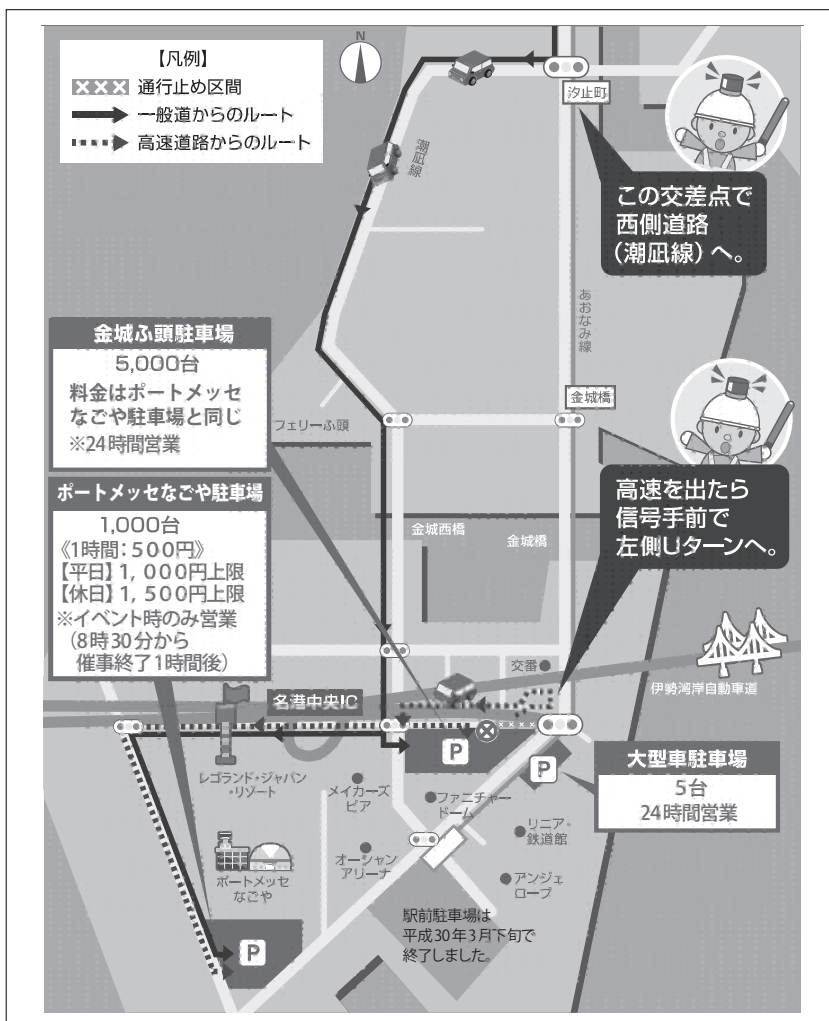 【凡例】
通行止め区間
一般道からのルート
高速道路からのルート
N
汐止町
潮凪線
この交差点で
西側道路
(潮凪線)へ。
あおなみ線
金城ふ頭駐車場
5,000台
料金はポートメッセ
なごや駐車場と同じ
※24時間営業
フェリーふ頭
金城橋
ポートメッセなごや駐車場
1,000台
《1時間:500円》
【平日】1,000円上限
【休日】1,500円上限
※イベント時のみ営業
(8時30分から
催事終了1時間後)
高速を出たら
信号手前で
左側Uターンへ。
金城西橋
金城橋
交番
伊勢湾岸自動車道
名港中央IC
P
P
大型車駐車場
5台
24時間営業
レゴランド・ジャパン
・リゾート
メイカーズ
ピア
ファニチャー
ドーム
リニア・
鉄道館
オーシャン
アリーナ
アンジェ
ローブ
ポートメッセ
なごや
P
駅前駐車場は
平成30年3月下旬で
終了しました。